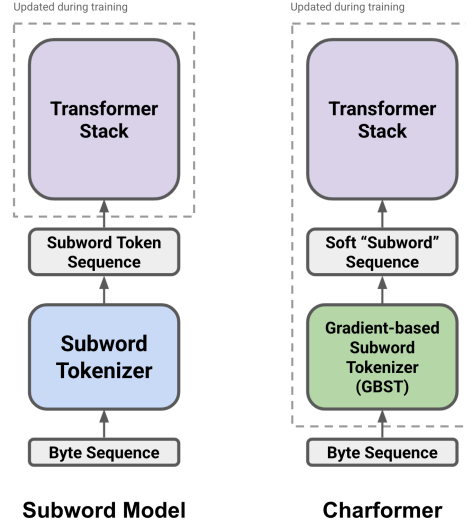 Updated during training
Transformer
Stack
Subword Token
Sequence
Subword
Tokenizer
Byte Sequence
Subword Model
Updated during training
Transformer
Stack
Soft “Subword”
Sequence
Gradient-based
Subword
Tokenizer
(GBST)
Byte Sequence
Charformer